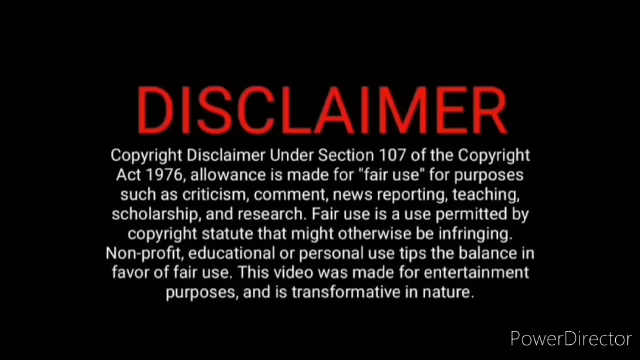 DISCLAIMER
Copyright Disclaimer Under Section 107 of the Copyright
Act 1976, allowance is made for "fair use" for purposes
such as criticism, comment, news reporting, teaching,
scholarship, and research. Fair use is a use permitted by
copyright statute that might otherwise be infringing.
Non-profit, educational or personal use tips the balance in
favor of fair use. This video was made for entertainment
purposes, and is transformative in nature.
PowerDirector